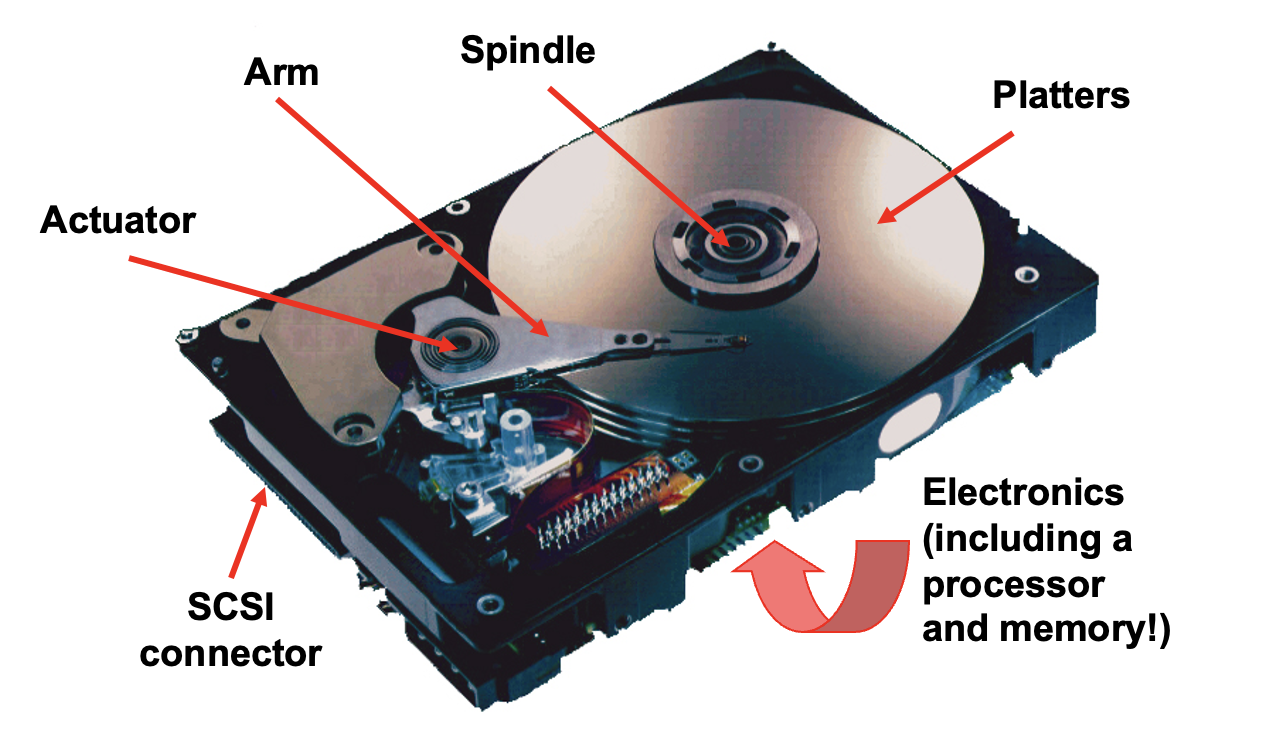 Spindle
Arm
Platters
Actuator
Electronics
(including a
processor
and memory!)
SCSI
connector